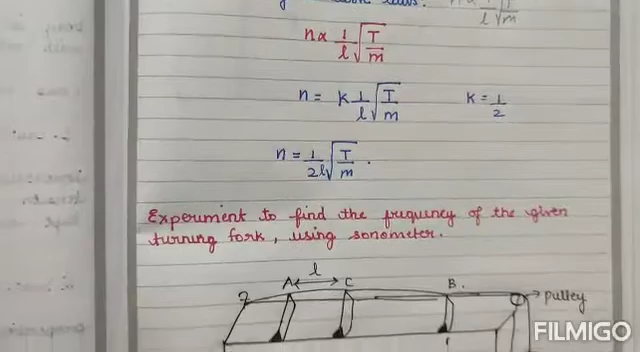 n ∝ 1/l √T/m
n = K 1/l √T/m    K = 1/2
n = 1/2l √T/m .
Experiment to find the frequency of the given
turning fork, using sonometer.
l
A C B. pulley
FILMIGO